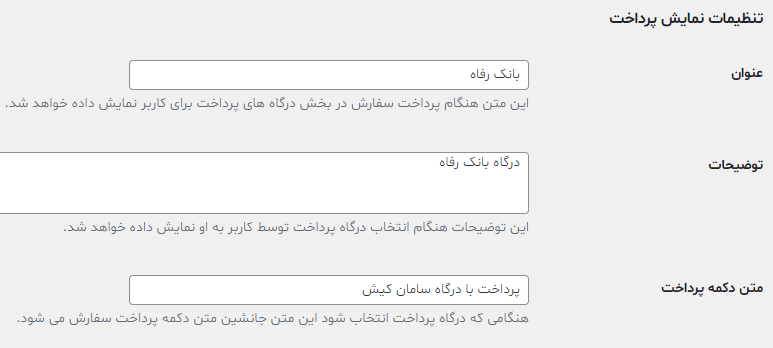 تنظیمات نمایش پرداخت
عنوان
بانک رفاه
این متن هنگام پرداخت سفارش در بخش درگاه های پرداخت برای کاربر نمایش داده خواهد شد.
توضیحات
درگاه بانک رفاه
این توضیحات هنگام انتخاب درگاه پرداخت توسط کاربر به او نمایش داده خواهد شد.
متن دکمه پرداخت
پرداخت با درگاه سامان کیش
هنگامی که درگاه پرداخت انتخاب شود این متن جانشین متن دکمه پرداخت سفارش می شود.